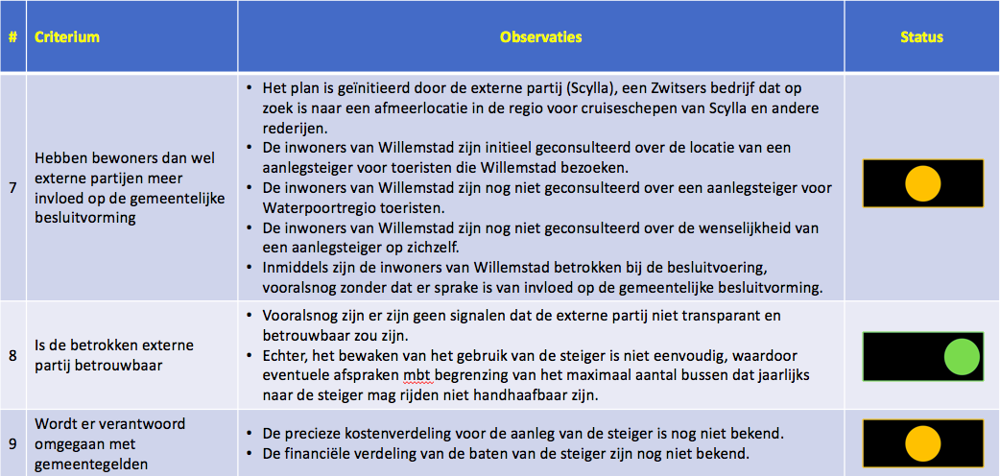 # Criterium Observaties Status
7
Hebben bewoners dan wel
externe partijen meer
invloed op de gemeentelijke
besluitvorming
• Het plan is geïnitieerd door de externe partij (Scylla), een Zwitsers bedrijf dat op
zoek is naar een afmeerlocatie in de regio voor cruiseschepen van Scylla en andere
rederijen.
• De inwoners van Willemstad zijn initieel geconsulteerd over de locatie van een
aanlegsteiger voor toeristen die Willemstad bezoeken.
• De inwoners van Willemstad zijn nog niet geconsulteerd over een aanlegsteiger voor
Waterpoortregio toeristen.
• De inwoners van Willemstad zijn nog niet geconsulteerd over de wenselijkheid van
een aanlegsteiger op zichzelf.
• Inmiddels zijn de inwoners van Willemstad betrokken bij de besluitvoering,
vooralsnog zonder dat er sprake is van invloed op de gemeentelijke besluitvorming.
8
Is de betrokken externe
partij betrouwbaar
• Vooralsnog zijn er zijn geen signalen dat de externe partij niet transparant en
betrouwbaar zou zijn.
• Echter, het bewaken van het gebruik van de steiger is niet eenvoudig, waardoor
eventuele afspraken mbt begrenzing van het maximaal aantal bussen dat jaarlijks
naar de steiger mag rijden niet handhaafbaar zijn.
9
Wordt er verantwoord
omgegaan met
gemeentegelden
• De precieze kostenverdeling voor de aanleg van de steiger is nog niet bekend.
• De financiële verdeling van de baten van de steiger zijn nog niet bekend.